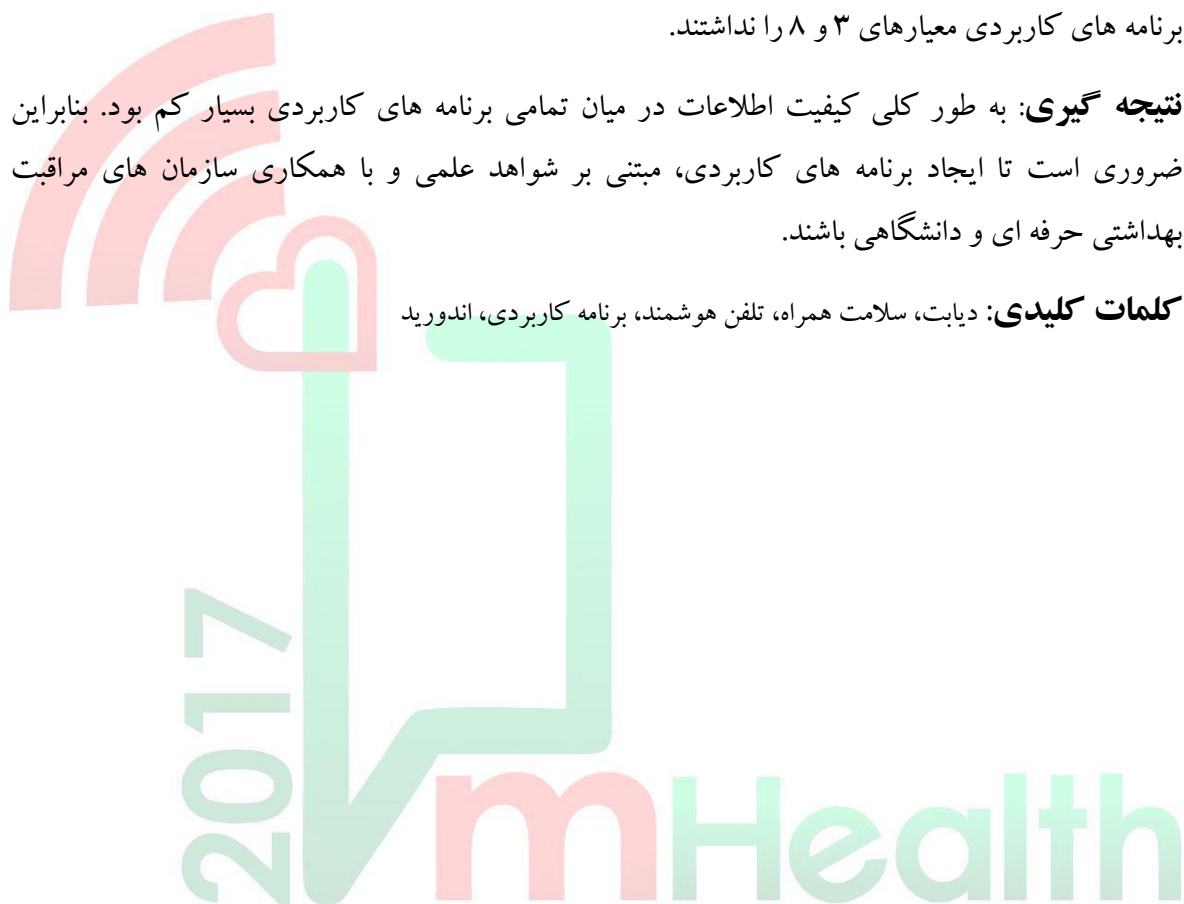 برنامه های کاربردی معیارهای ۳ و ۸ را نداشتند.
نتیجه گیری: به طور کلی کیفیت اطلاعات در میان تمامی برنامه های کاربردی بسیار کم بود. بنابراین
ضروری است تا ایجاد برنامه های کاربردی، مبتنی بر شواهد علمی و با همکاری سازمان های مراقبت
بهداشتی حرفه ای و دانشگاهی باشند.
کلمات کلیدی: دیابت، سلامت همراه، تلفن هوشمند، برنامه کاربردی، اندورید
2017
mHealth